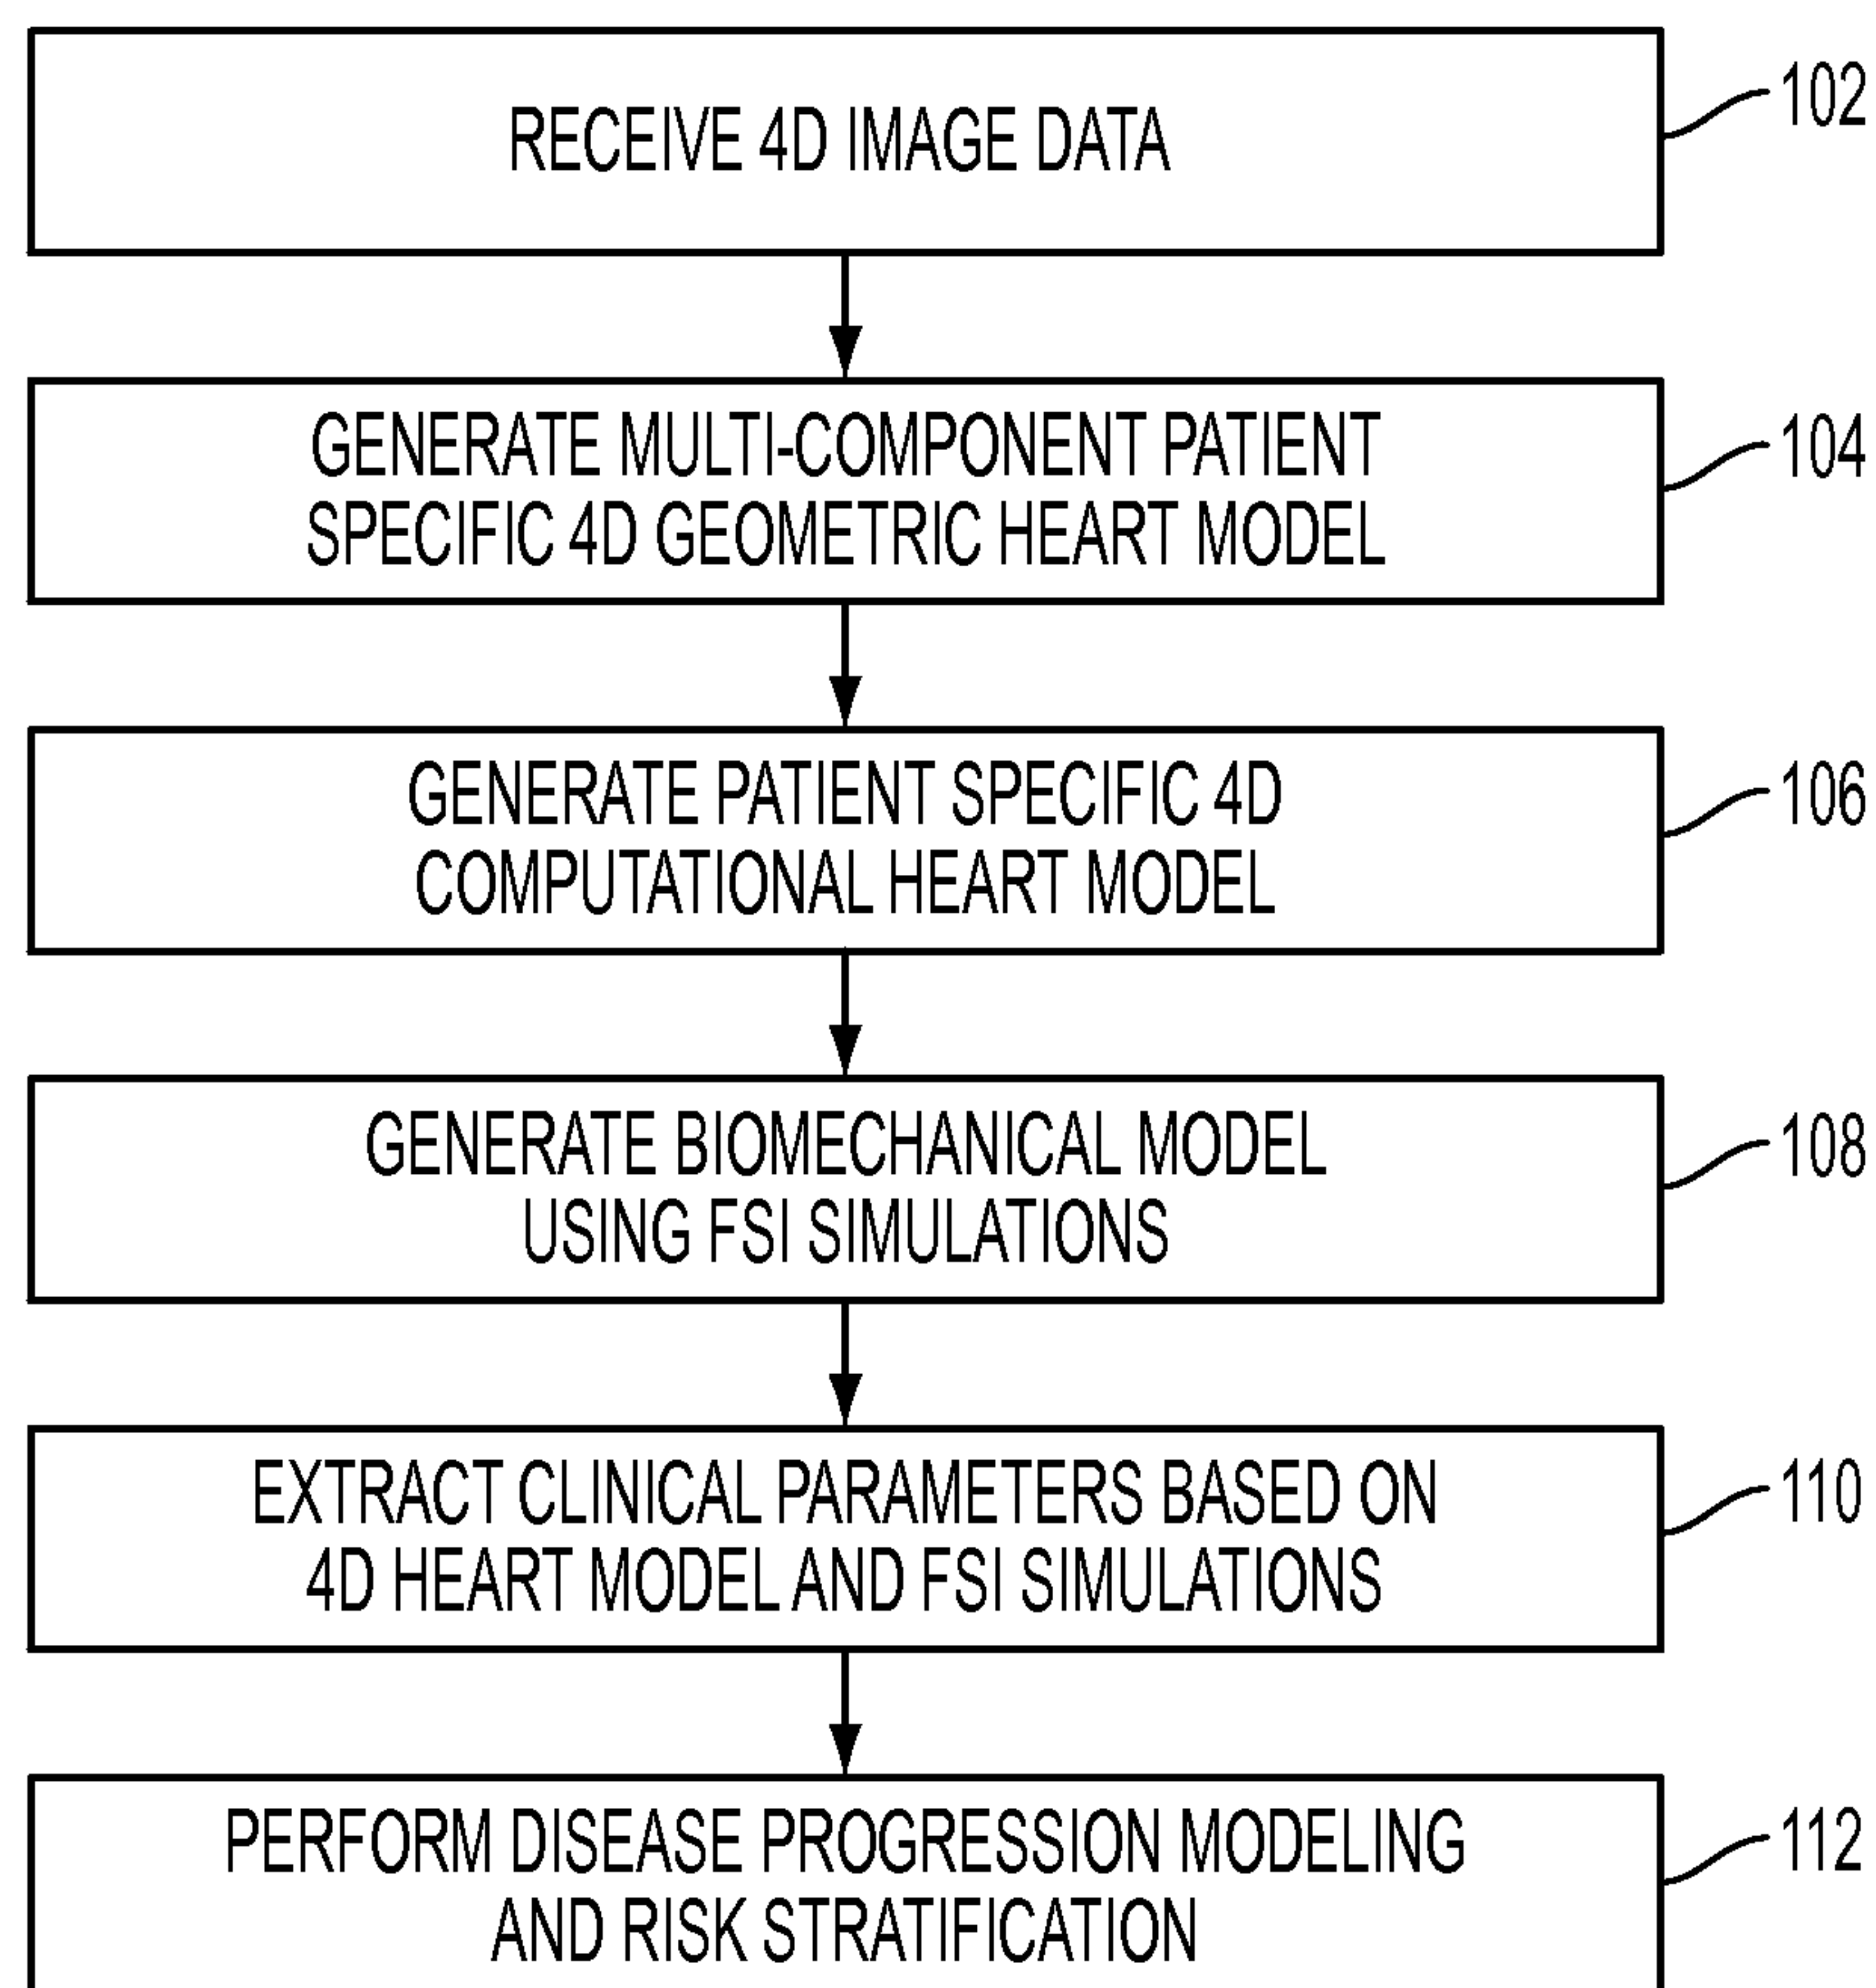 RECEIVE 4D IMAGE DATA
102
GENERATE MULTI-COMPONENT PATIENT
SPECIFIC 4D GEOMETRIC HEART MODEL
104
GENERATE PATIENT SPECIFIC 4D
COMPUTATIONAL HEART MODEL
106
GENERATE BIOMECHANICAL MODEL
USING FSI SIMULATIONS
108
EXTRACT CLINICAL PARAMETERS BASED ON
4D HEART MODEL AND FSI SIMULATIONS
110
PERFORM DISEASE PROGRESSION MODELING
AND RISK STRATIFICATION
112